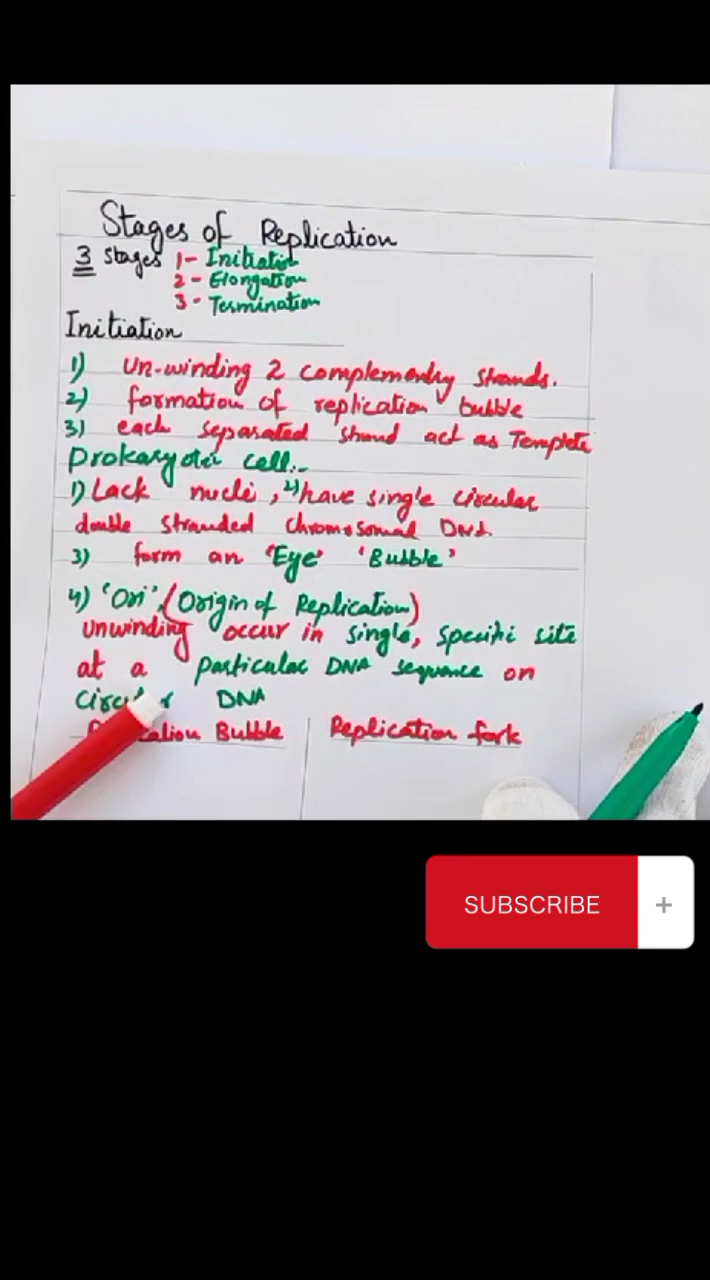 Stages of Replication
3 stages 1- Initiation
2 - Elongation
3 - Termination
Initiation
1) Un-winding 2 complementry strands.
2) formation of replication bubble
3) each separated strand act as Templete
Prokaryotic cell:-
1) Lack nuclei, 2) have single circular
double stranded chromosomal DNA.
3) form an 'Eye' 'Bubble'
4) 'Ori', (Origin of Replication)
Unwinding occur in single, specific site
at a particular DNA sequence on
DNA
Bubble Replication fork
SUBSCRIBE +